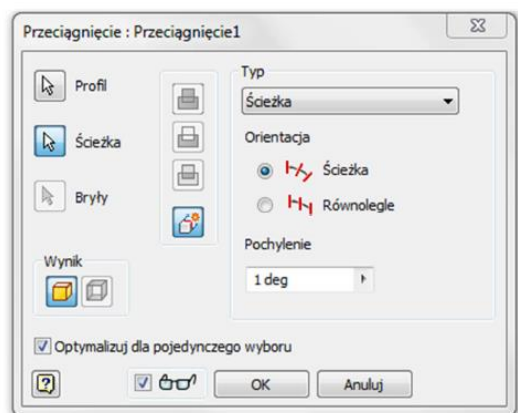 Przeciągnięcie : Przeciągnięcie1
Profil
Ścieżka
Bryły
Wynik
Typ
Ścieżka
Orientacja
Ścieżka
Równolegle
Pochylenie
1 deg
Optymalizuj dla pojedynczego wyboru
OK
Anuluj